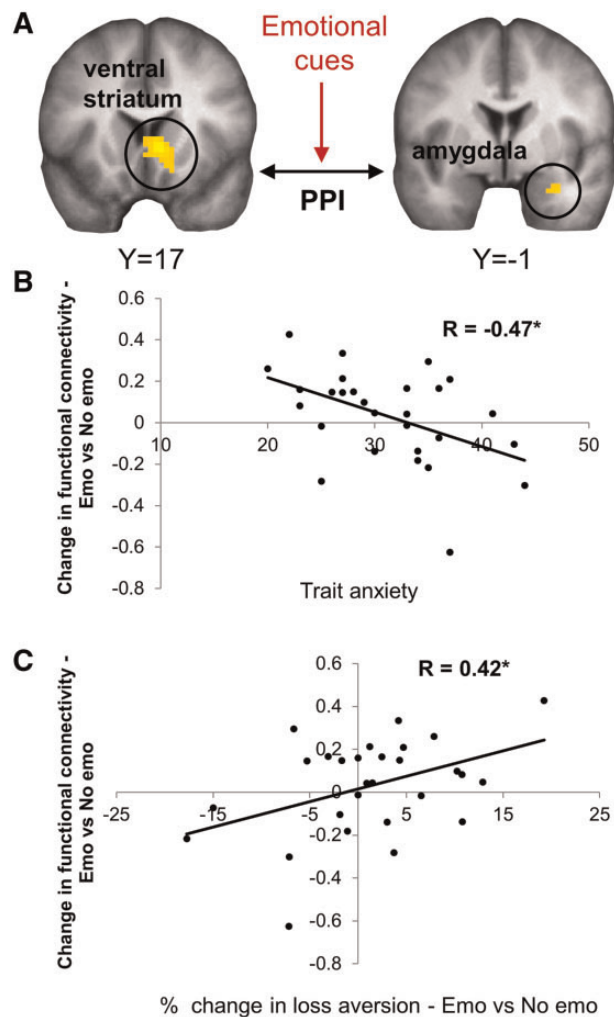 A
Emotional
cues
ventral
striatum
amygdala
PPI
Y=17
Y=-1
B
Change in functional connectivity -
Emo vs No emo
0.6
0.4
0.2
0
-0.2
-0.4
-0.6
-0.8
10
20
30
40
50
R = -0.47*
Trait anxiety
C
Change in functional connectivity -
Emo vs No emo
0.6
0.4
0.2
0
-0.2
-0.4
-0.6
-0.8
-25
-15
-5
5
15
25
R = 0.42*
% change in loss aversion - Emo vs No emo